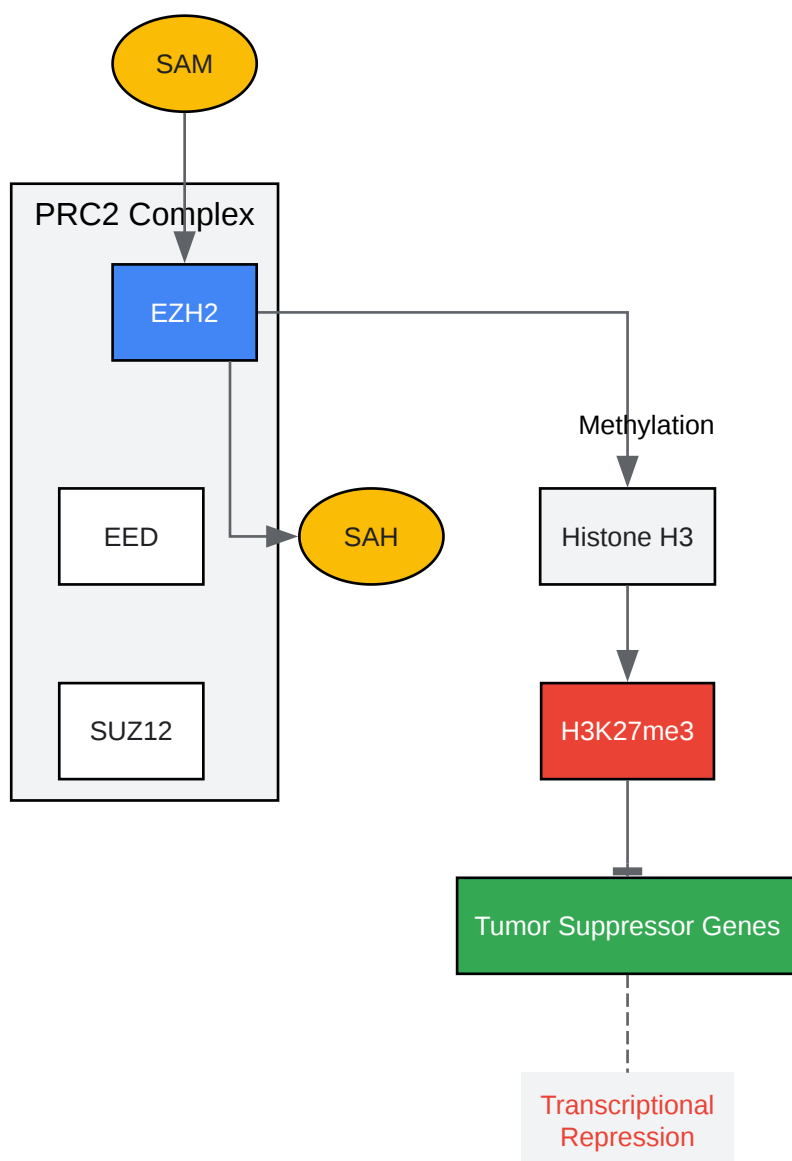 SAM
PRC2 Complex
EZH2
Methylation
EED
SAH
Histone H3
SUZ12
H3K27me3
Tumor Suppressor Genes
Transcriptional
Repression